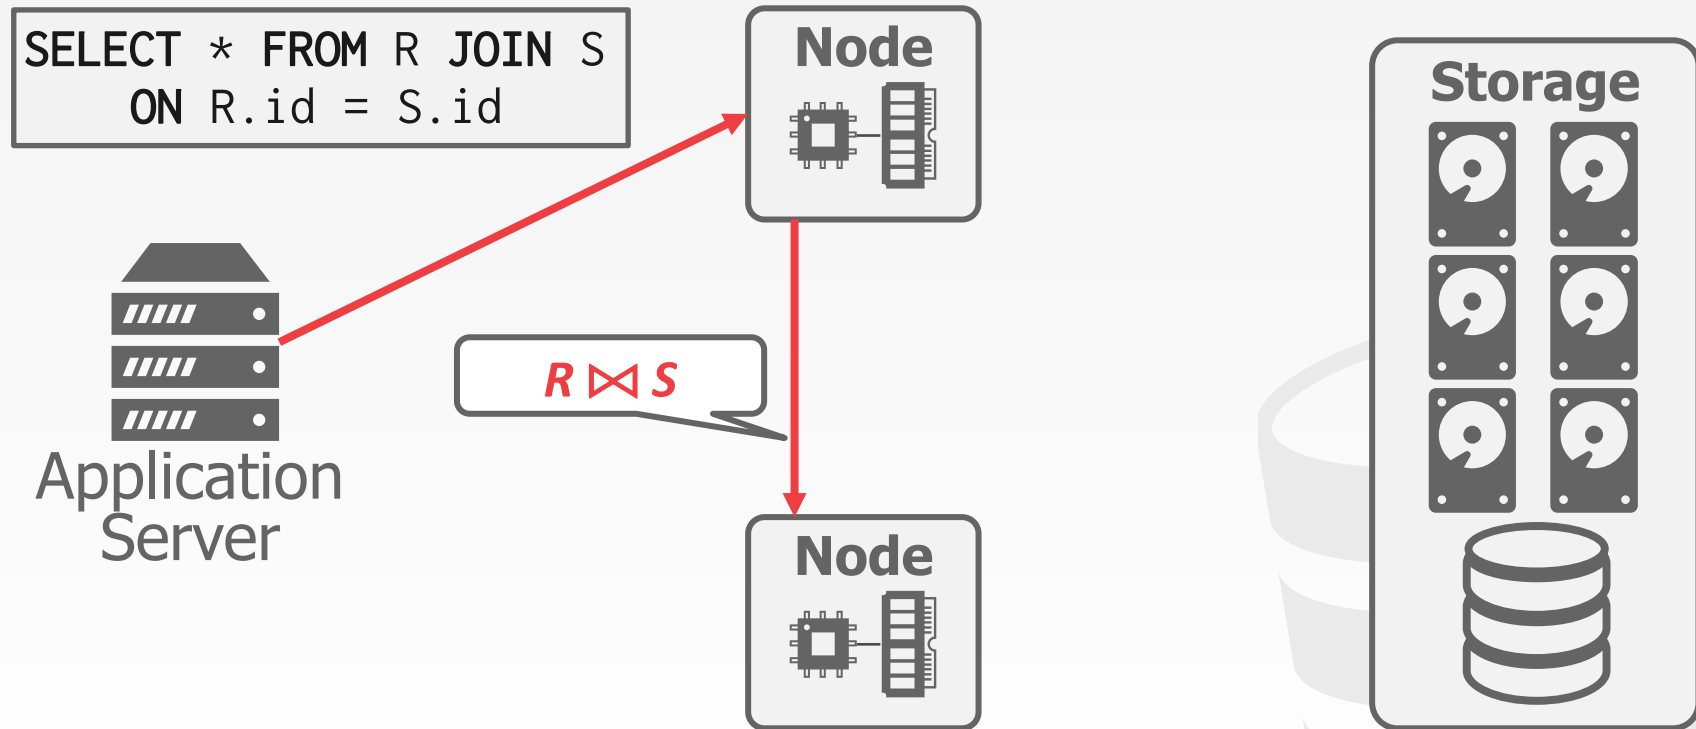 SELECT * FROM R JOIN S
ON R.id = S.id
Node
Storage
R ⋈ S
Application
Server
Node